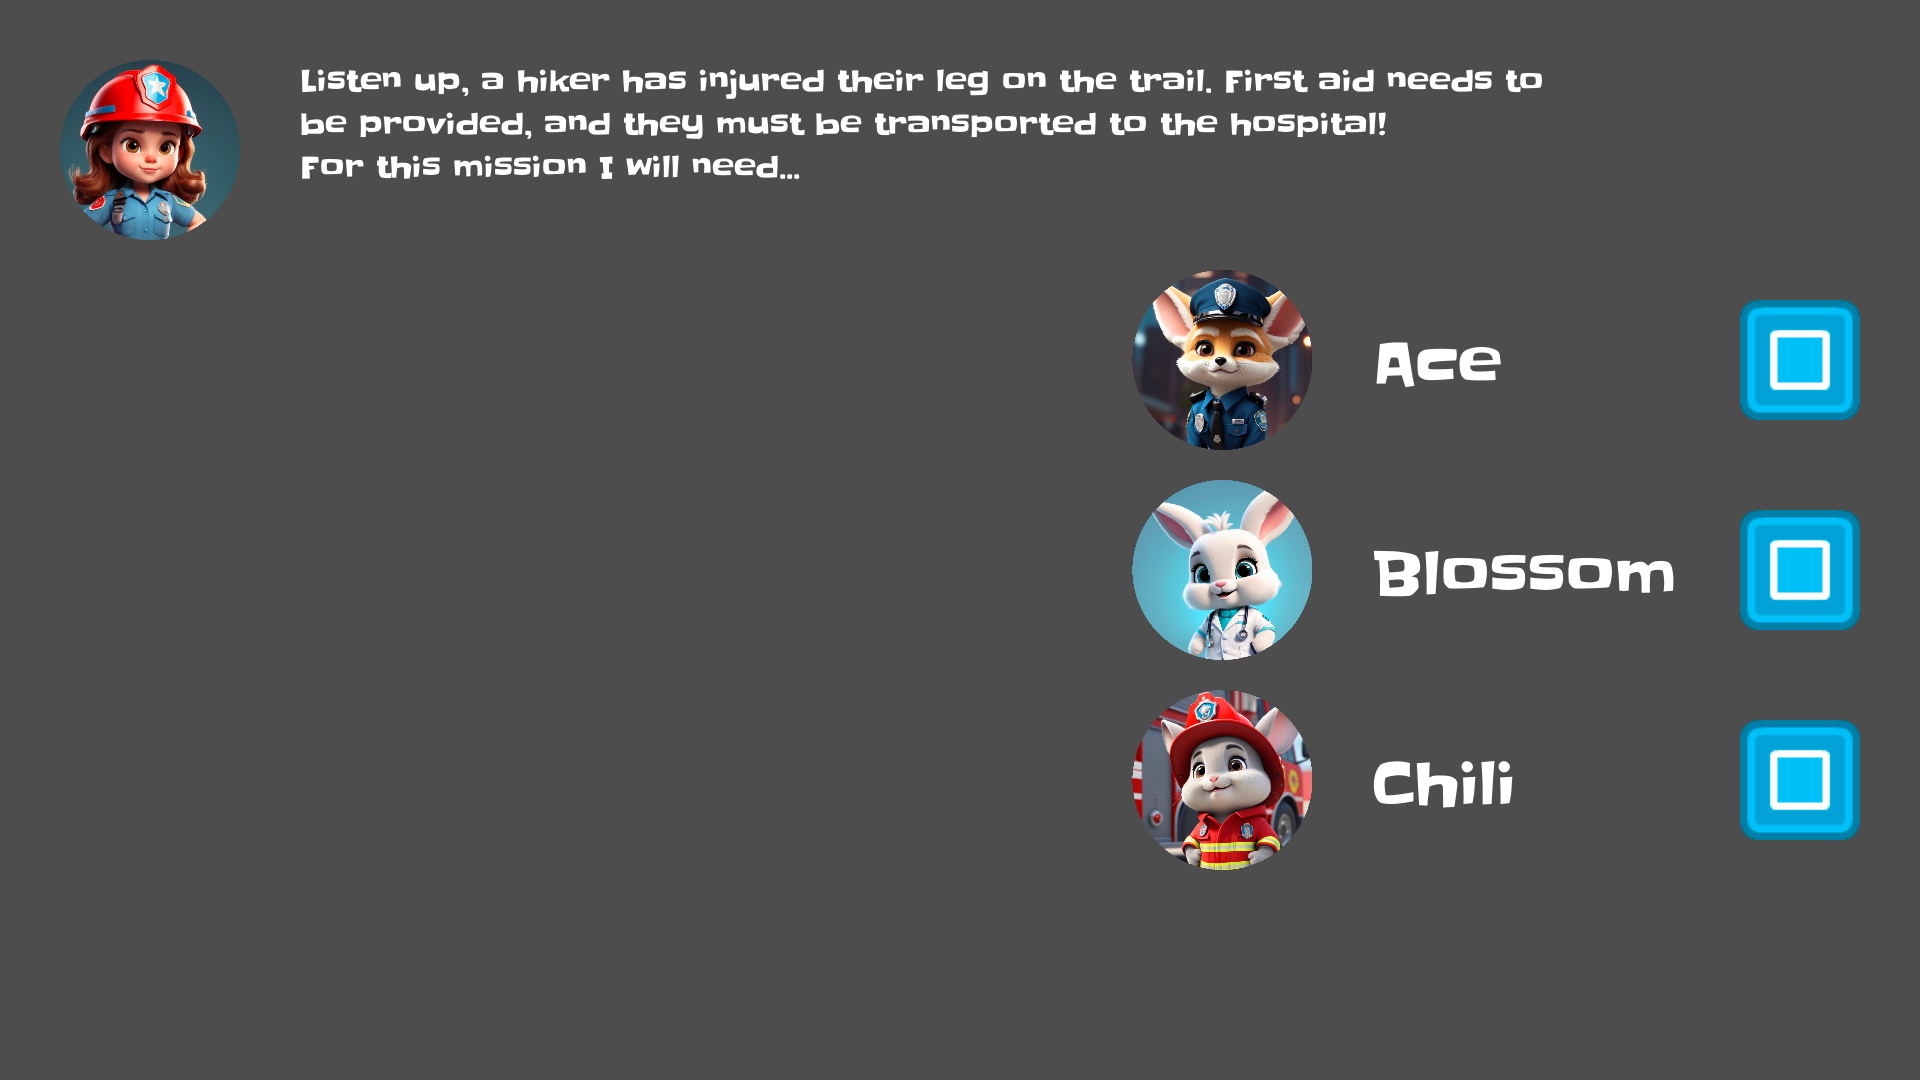 Listen up, a hiker has injured their leg on the trail. First aid needs to
be provided, and they must be transported to the hospital!
For this mission I will need...
Ace
Blossom
Chili